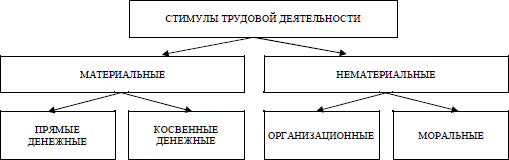 СТИМУЛЫ ТРУДОВОЙ ДЕЯТЕЛЬНОСТИ
МАТЕРИАЛЬНЫЕ
НЕМАТЕРИАЛЬНЫЕ
ПРЯМЫЕ
ДЕНЕЖНЫЕ
КОСВЕННЫЕ
ДЕНЕЖНЫЕ
ОРГАНИЗАЦИОННЫЕ
МОРАЛЬНЫЕ